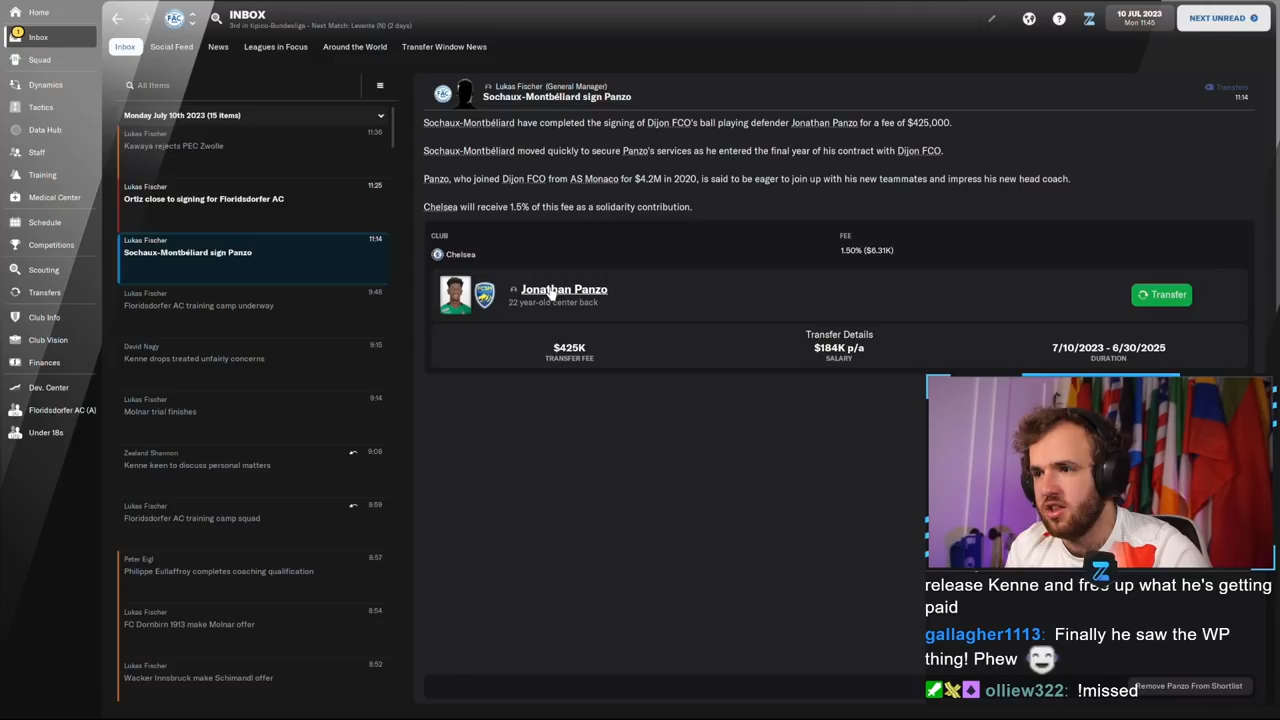 Home
Inbox
Squad
Dynamics
Tactics
Data Hub
Staff
Training
Medical Center
Schedule
Competitions
Scouting
Transfers
Club Info
Club Vision
Finances
Dev. Center
Floridsdorfer AC (A)
Under 18s
1
FAC
INBOX
3rd in tipico-Bundesliga - Next Match: Levante (N) (2 days)
10 JUL 2023
Mon 11:45
NEXT UNREAD
Inbox
Social Feed
News
Leagues in Focus
Around the World
Transfer Window News
All Items
Monday July 10th 2023 (15 items)
Lukas Fischer 11:36
Kawaya rejects PEC Zwolle
Lukas Fischer 11:25
Ortiz close to signing for Floridsdorfer AC
Lukas Fischer 11:14
Sochaux-Montbéliard sign Panzo
Lukas Fischer 9:48
Floridsdorfer AC training camp underway
David Nagy 9:15
Kenne drops treated unfairly concerns
Lukas Fischer 9:14
Molnar trial finishes
Zealand Shannon 9:08
Kenne keen to discuss personal matters
Lukas Fischer 8:59
Floridsdorfer AC training camp squad
Peter Eigl 8:57
Philippe Eullaffroy completes coaching qualification
Lukas Fischer 8:54
FC Dornbirn 1913 make Molnar offer
Lukas Fischer 8:52
Wacker Innsbruck make Schimandl offer
FAC
Lukas Fischer (General Manager)
Sochaux-Montbéliard sign Panzo
Transfers
11:14
Sochaux-Montbéliard have completed the signing of Dijon FCO's ball playing defender Jonathan Panzo for a fee of $425,000.
Sochaux-Montbéliard moved quickly to secure Panzo's services as he entered the final year of his contract with Dijon FCO.
Panzo, who joined Dijon FCO from AS Monaco for $4.2M in 2020, is said to be eager to join up with his new teammates and impress his new head coach.
Chelsea will receive 1.5% of this fee as a solidarity contribution.
CLUB FEE
Chelsea 1.50% ($6.31K)
Jonathan Panzo
22 year-old center back
Transfer
Transfer Details
$425K $184K p/a 7/10/2023 - 6/30/2025
TRANSFER FEE SALARY DURATION
release Kenne and free up what he's getting
paid
gallagher1113: Finally he saw the WP
thing! Phew
olliew322: !missed
Remove Panzo From Shortlist